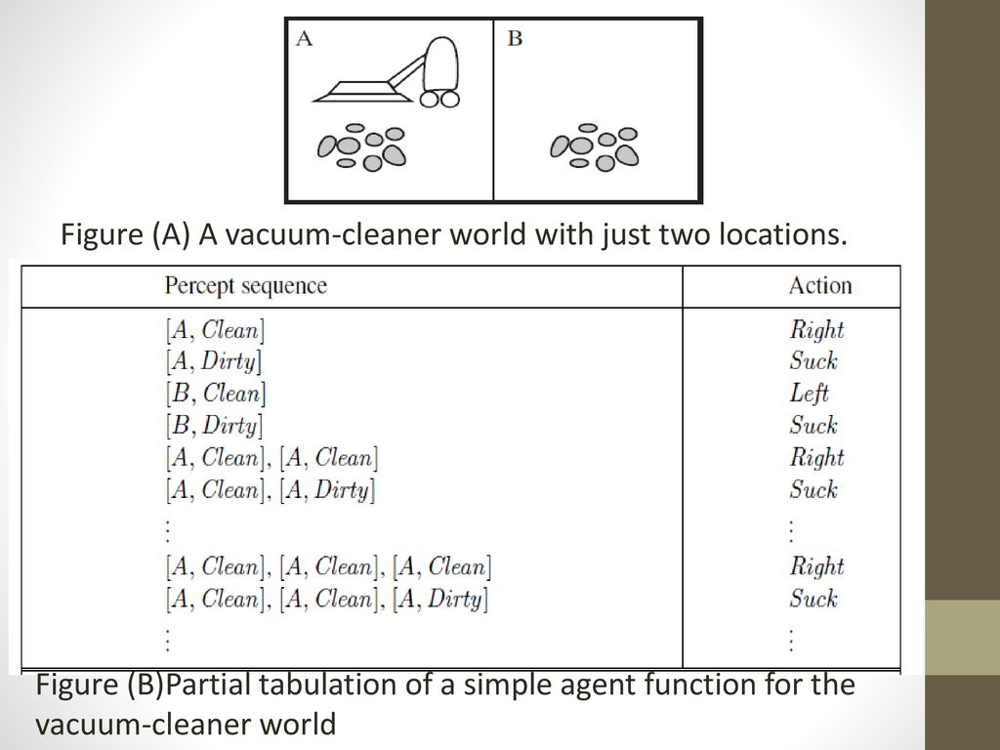 A B
Figure (A) A vacuum-cleaner world with just two locations.
Percept sequence Action
[A, Clean] Right
[A, Dirty] Suck
[B, Clean] Left
[B, Dirty] Suck
[A, Clean], [A, Clean] Right
[A, Clean], [A, Dirty] Suck
⋮ ⋮
[A, Clean], [A, Clean], [A, Clean] Right
[A, Clean], [A, Clean], [A, Dirty] Suck
⋮ ⋮
Figure (B)Partial tabulation of a simple agent function for the
vacuum-cleaner world